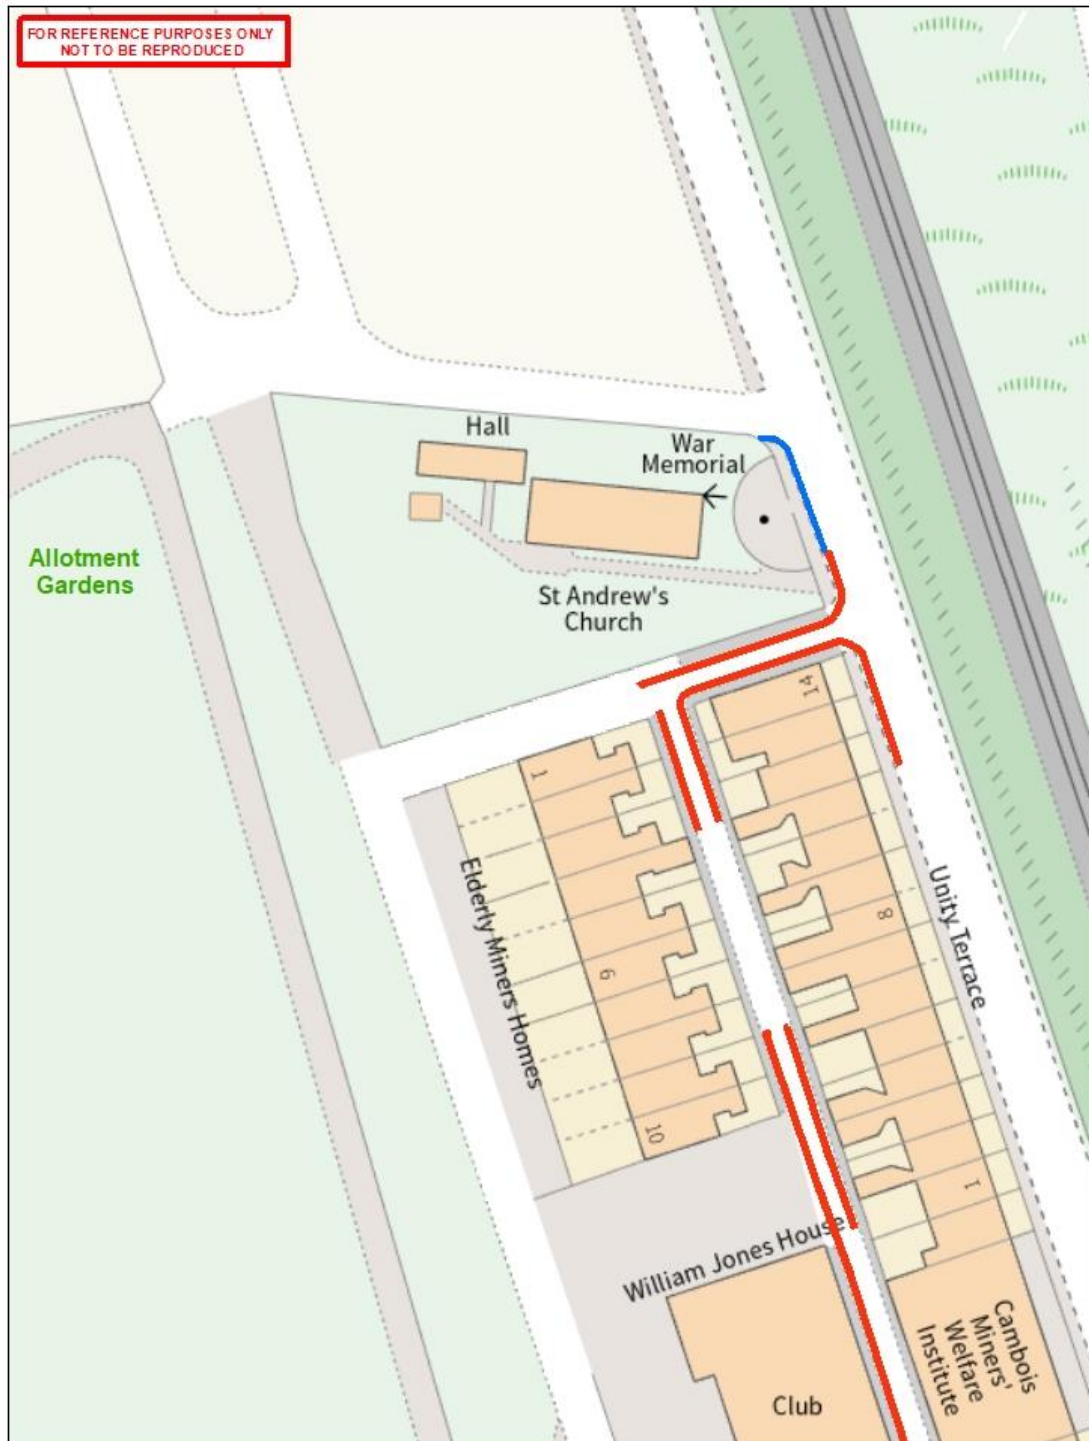 FOR REFERENCE PURPOSES ONLY
NOT TO BE REPRODUCED
Hall
War
Memorial
Allotment
Gardens
St Andrew's
Church
14
1
Elderly Miners Homes
8
Unity Terrace
6
10
1
William Jones House
Cambois
Miners'
Welfare
Institute
Club